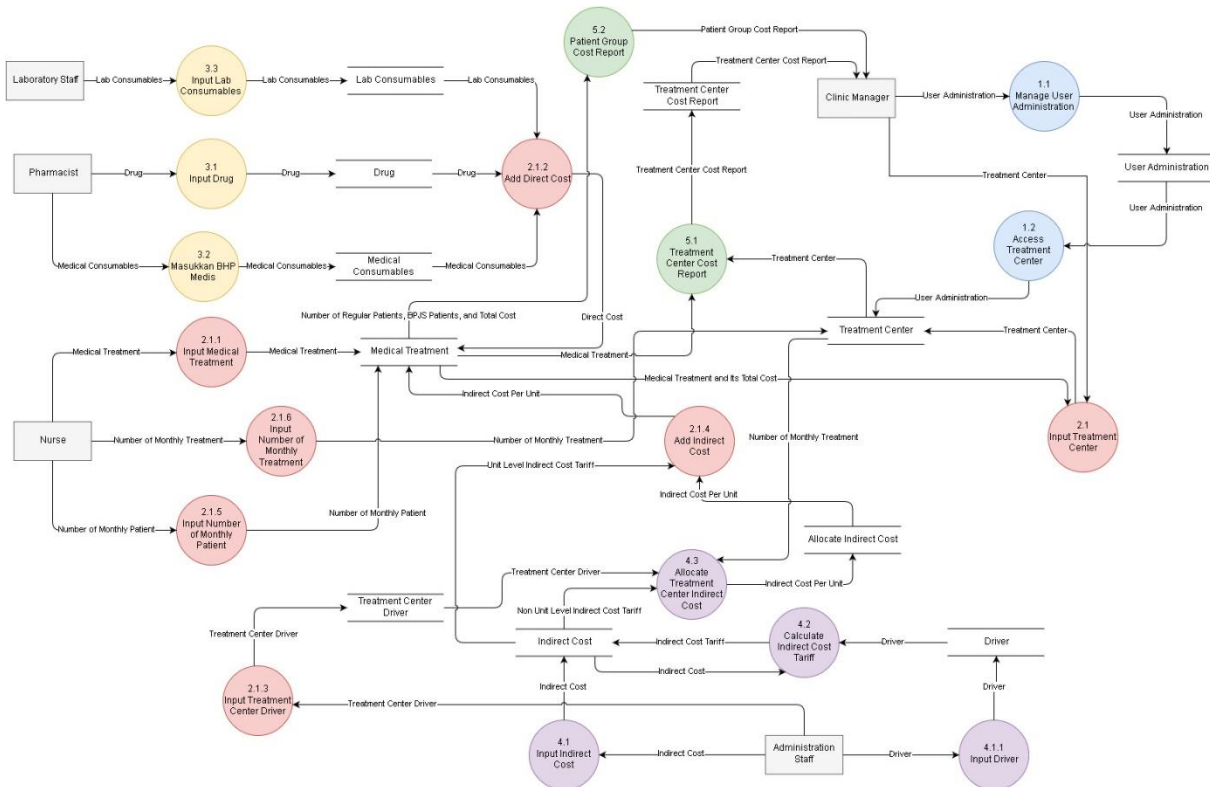 5.2
Patient Group
Cost Report
Patient Group Cost Report
Treatment Center Cost Report
3.3
Input Lab
Consumables
Laboratory Staff
Lab Consumables
Lab Consumables
Lab Consumables
Lab Consumables
Treatment Center
Cost Report
Clinic Manager
User Administration
1.1
Manage User
Administration
User Administration
Pharmacist
Drug
3.1
Input Drug
Drug
Drug
Drug
2.1.2
Add Direct Cost
Treatment Center Cost Report
Treatment Center
User Administration
User Administration
3.2
Masukkan BHP
Medis
Medical Consumables
Medical Consumables
Medical
Consumables
Medical Consumables
5.1
Treatment
Center Cost
Report
Treatment Center
1.2
Access
Treatment
Center
User Administration
Number of Regular Patients, BPJS Patients, and Total Cost
Direct Cost
Treatment Center
Treatment Center
2.1.1
Input Medical
Treatment
Medical Treatment
Medical Treatment
Medical Treatment
Medical Treatment
Medical Treatment and Its Total Cost
Indirect Cost Per Unit
2.1.6
Input
Number of
Monthly
Treatment
Nurse
Number of Monthly Treatment
Number of Monthly Treatment
2.1.4
Add Indirect
Cost
Number of Monthly Treatment
2.1
Input Treatment
Center
Unit Level Indirect Cost Tariff
Indirect Cost Per Unit
2.1.5
Input Number
of Monthly
Patient
Number of Monthly Patient
Number of Monthly Patient
Allocate Indirect Cost
4.3
Allocate
Treatment
Center Indirect
Cost
Treatment Center Driver
Indirect Cost Per Unit
Treatment Center
Driver
Non Unit Level Indirect Cost Tariff
4.2
Calculate
Indirect Cost
Tariff
Treatment Center Driver
Indirect Cost
Indirect Cost Tariff
Driver
Driver
Indirect Cost
2.1.3
Input Treatment
Center Driver
Indirect Cost
Driver
Treatment Center Driver
4.1
Input Indirect
Cost
Indirect Cost
Administration
Staff
Driver
4.1.1
Input Driver